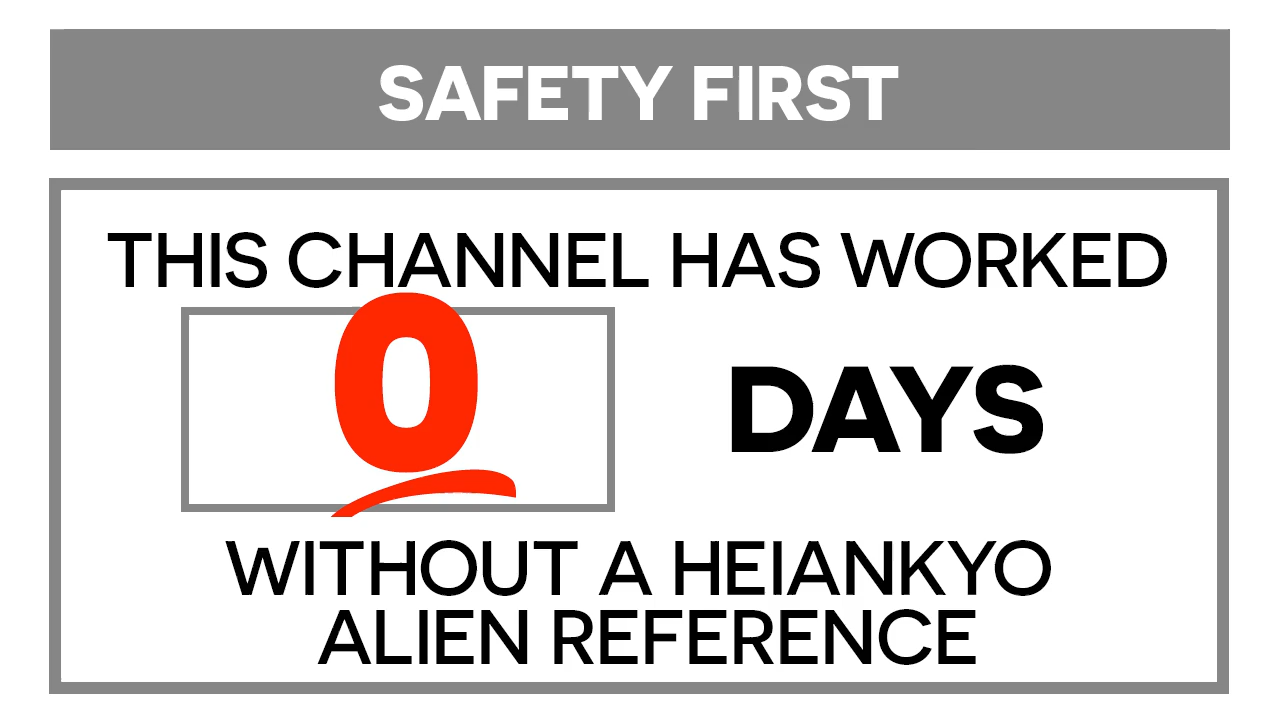 SAFETY FIRST
THIS CHANNEL HAS WORKED
0 DAYS
WITHOUT A HEIANKYO
ALIEN REFERENCE